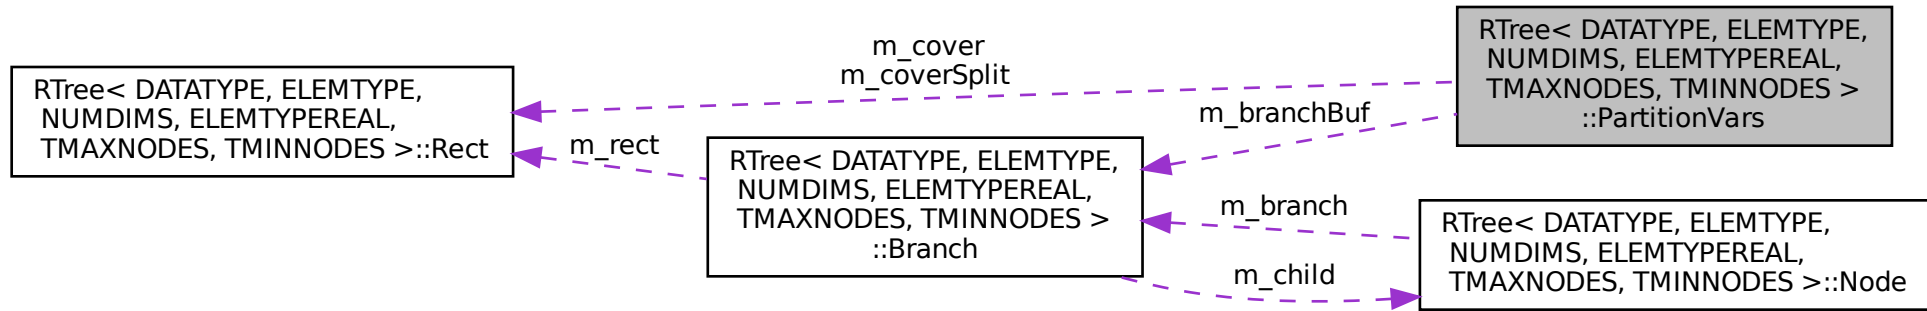 m_cover
m_coverSplit
RTree< DATATYPE, ELEMTYPE,
NUMDIMS, ELEMTYPEREAL,
TMAXNODES, TMINNODES >
::PartitionVars
RTree< DATATYPE, ELEMTYPE,
NUMDIMS, ELEMTYPEREAL,
TMAXNODES, TMINNODES >::Rect
m_rect
m_branchBuf
RTree< DATATYPE, ELEMTYPE,
NUMDIMS, ELEMTYPEREAL,
TMAXNODES, TMINNODES >
::Branch
m_branch
m_child
RTree< DATATYPE, ELEMTYPE,
NUMDIMS, ELEMTYPEREAL,
TMAXNODES, TMINNODES >::Node